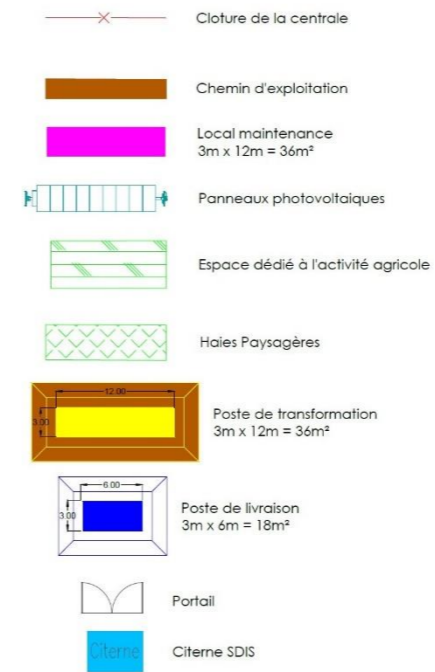 Cloture de la centrale
Chemin d'exploitation
Local maintenance
3m x 12m = 36m²
Panneaux photovoltaiques
Espace dédié à l'activité agricole
Haies Paysagères
12.00
3.00
Poste de transformation
3m x 12m = 36m²
6.00
3.00
Poste de livraison
3m x 6m = 18m²
Portail
Citerne
Citerne SDIS